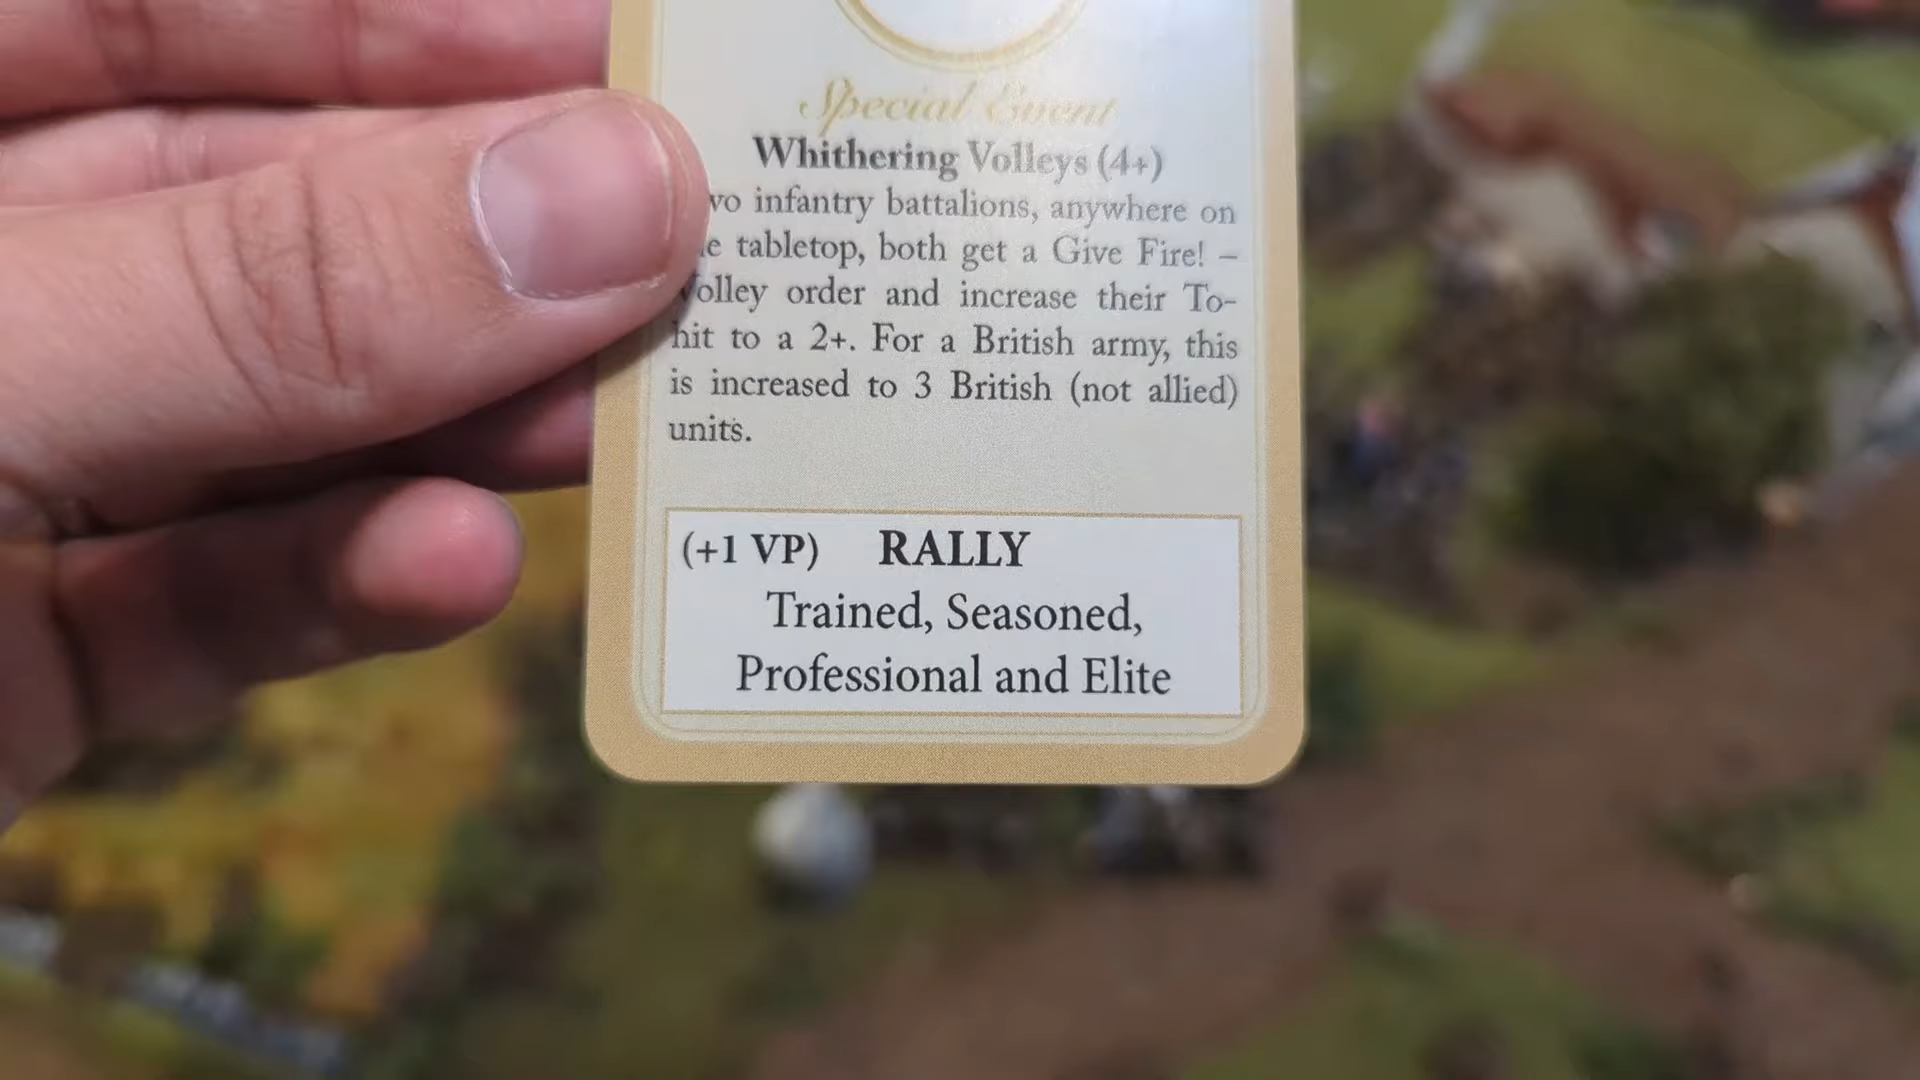 Special Event
Whithering Volleys (4+)
wo infantry battalions, anywhere on
e tabletop, both get a Give Fire! –
Volley order and increase their To-
hit to a 2+. For a British army, this
is increased to 3 British (not allied)
units.
(+1 VP) RALLY
Trained, Seasoned,
Professional and Elite